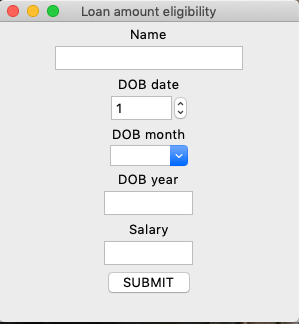 Loan amount eligibility
Name
DOB date
1
DOB month
DOB year
Salary
SUBMIT